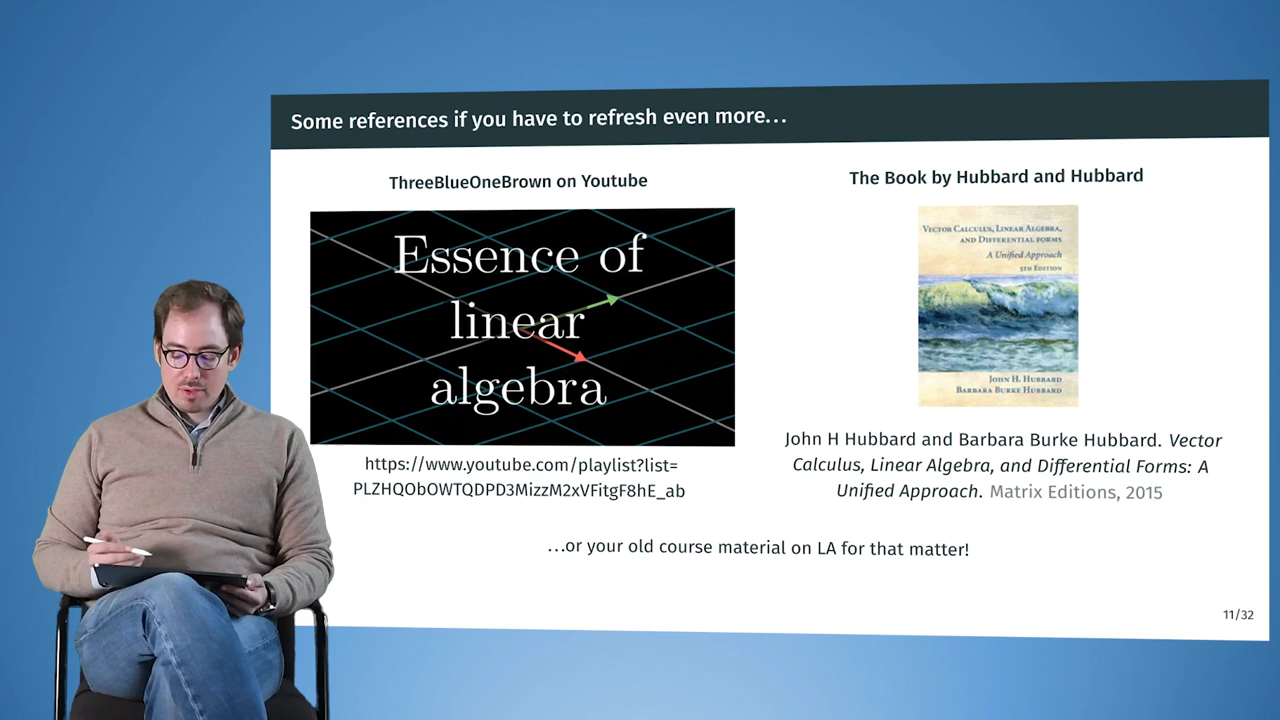 Some references if you have to refresh even more...
ThreeBlueOneBrown on Youtube
Essence of
linear
algebra
https://www.youtube.com/playlist?list=
PLZHQObOWTQDPD3MizzM2xVFitgF8hE_ab
The Book by Hubbard and Hubbard
Vector Calculus, Linear Algebra,
and Differential forms
A Unified Approach
5th Edition
John H. Hubbard
Barbara Burke Hubbard
John H Hubbard and Barbara Burke Hubbard. Vector
Calculus, Linear Algebra, and Differential Forms: A
Unified Approach. Matrix Editions, 2015
...or your old course material on LA for that matter!
11/32